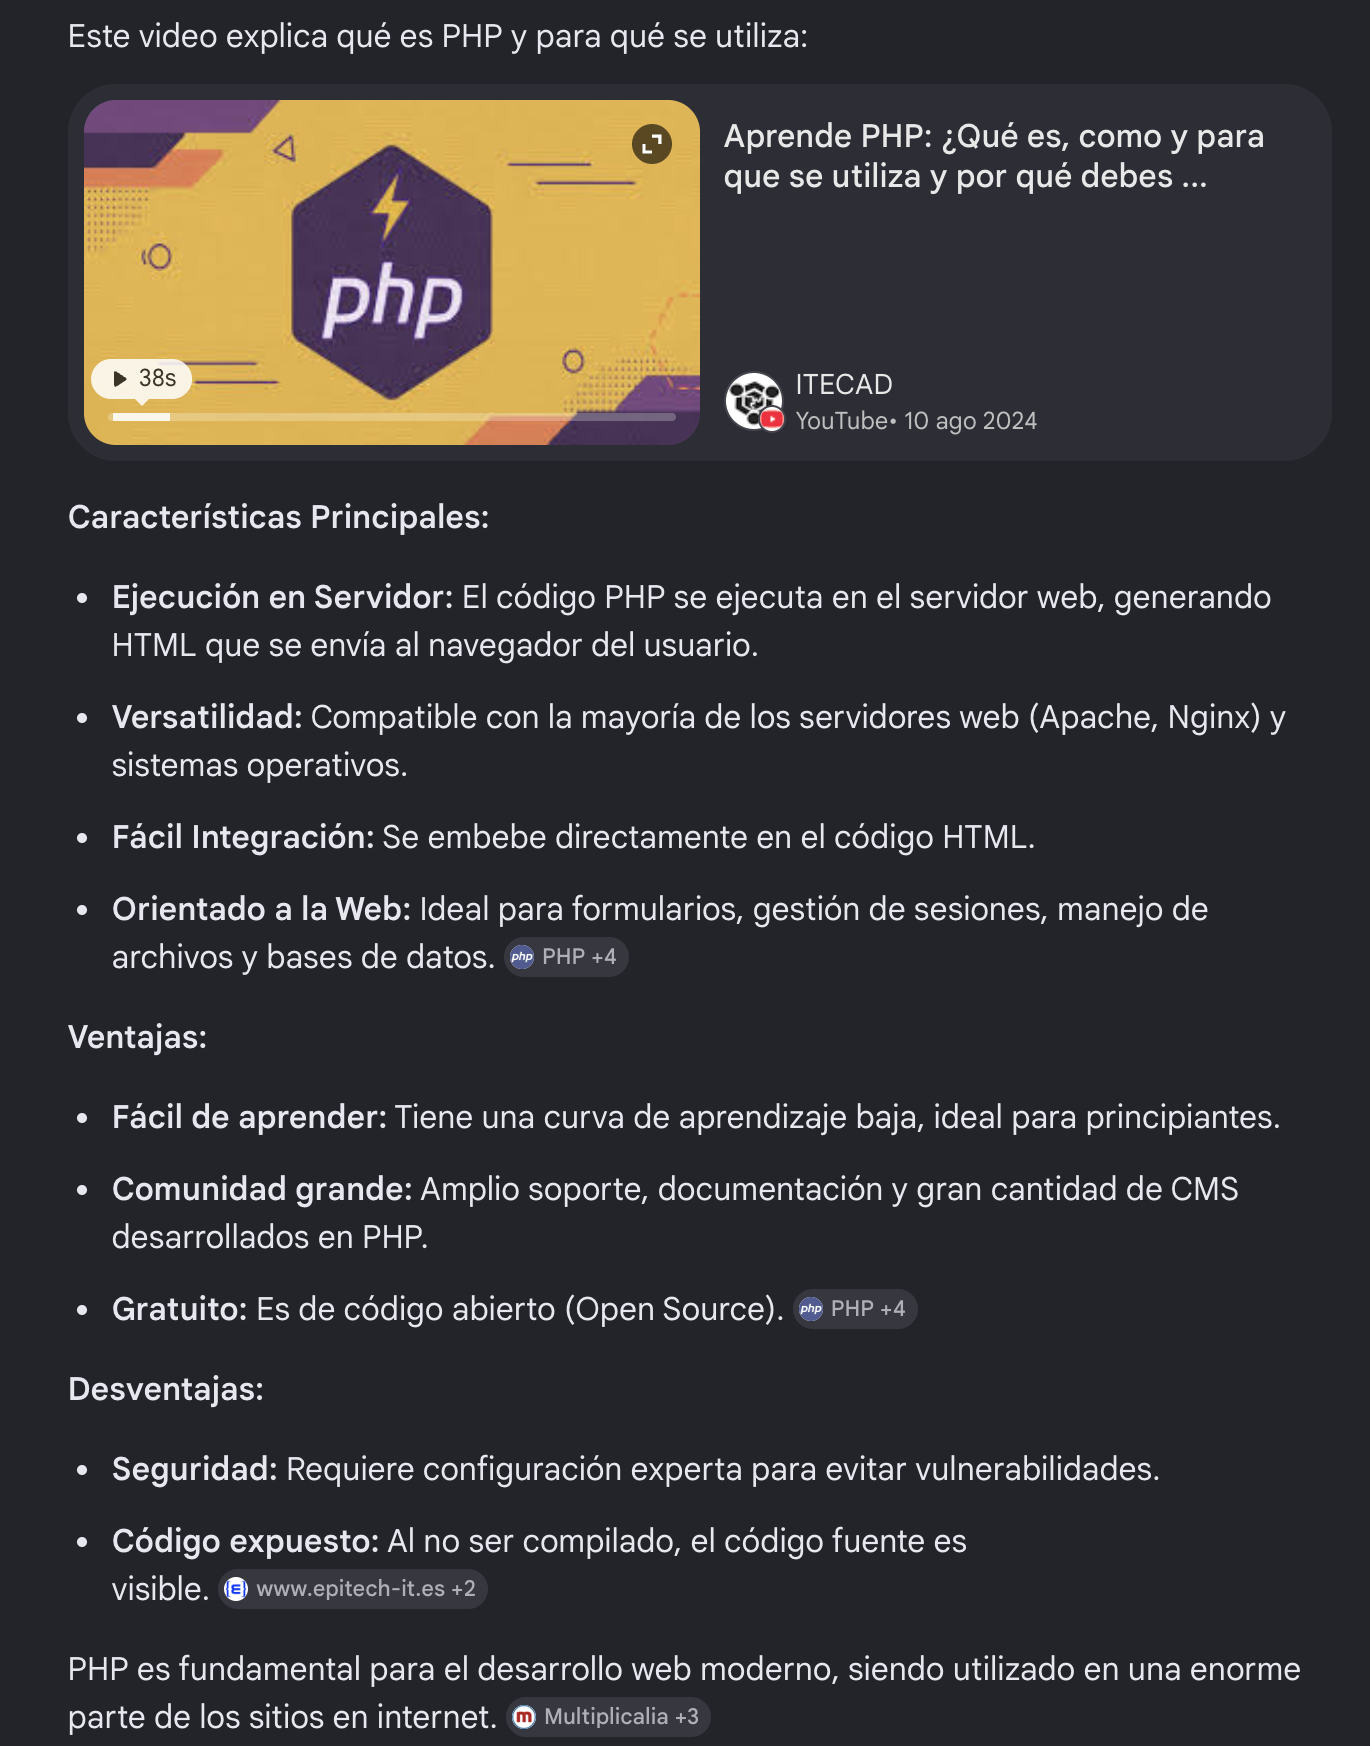 Este video explica qué es PHP y para qué se utiliza:
php
38s
Aprende PHP: ¿Qué es, como y para
que se utiliza y por qué debes ...
ITECAD
YouTube• 10 ago 2024
Características Principales:
• Ejecución en Servidor: El código PHP se ejecuta en el servidor web, generando
HTML que se envía al navegador del usuario.
• Versatilidad: Compatible con la mayoría de los servidores web (Apache, Nginx) y
sistemas operativos.
• Fácil Integración: Se embebe directamente en el código HTML.
• Orientado a la Web: Ideal para formularios, gestión de sesiones, manejo de
archivos y bases de datos. php PHP +4
Ventajas:
• Fácil de aprender: Tiene una curva de aprendizaje baja, ideal para principiantes.
• Comunidad grande: Amplio soporte, documentación y gran cantidad de CMS
desarrollados en PHP.
• Gratuito: Es de código abierto (Open Source). php PHP +4
Desventajas:
• Seguridad: Requiere configuración experta para evitar vulnerabilidades.
• Código expuesto: Al no ser compilado, el código fuente es
visible. E www.epitech-it.es +2
PHP es fundamental para el desarrollo web moderno, siendo utilizado en una enorme
parte de los sitios en internet. m Multiplicalia +3